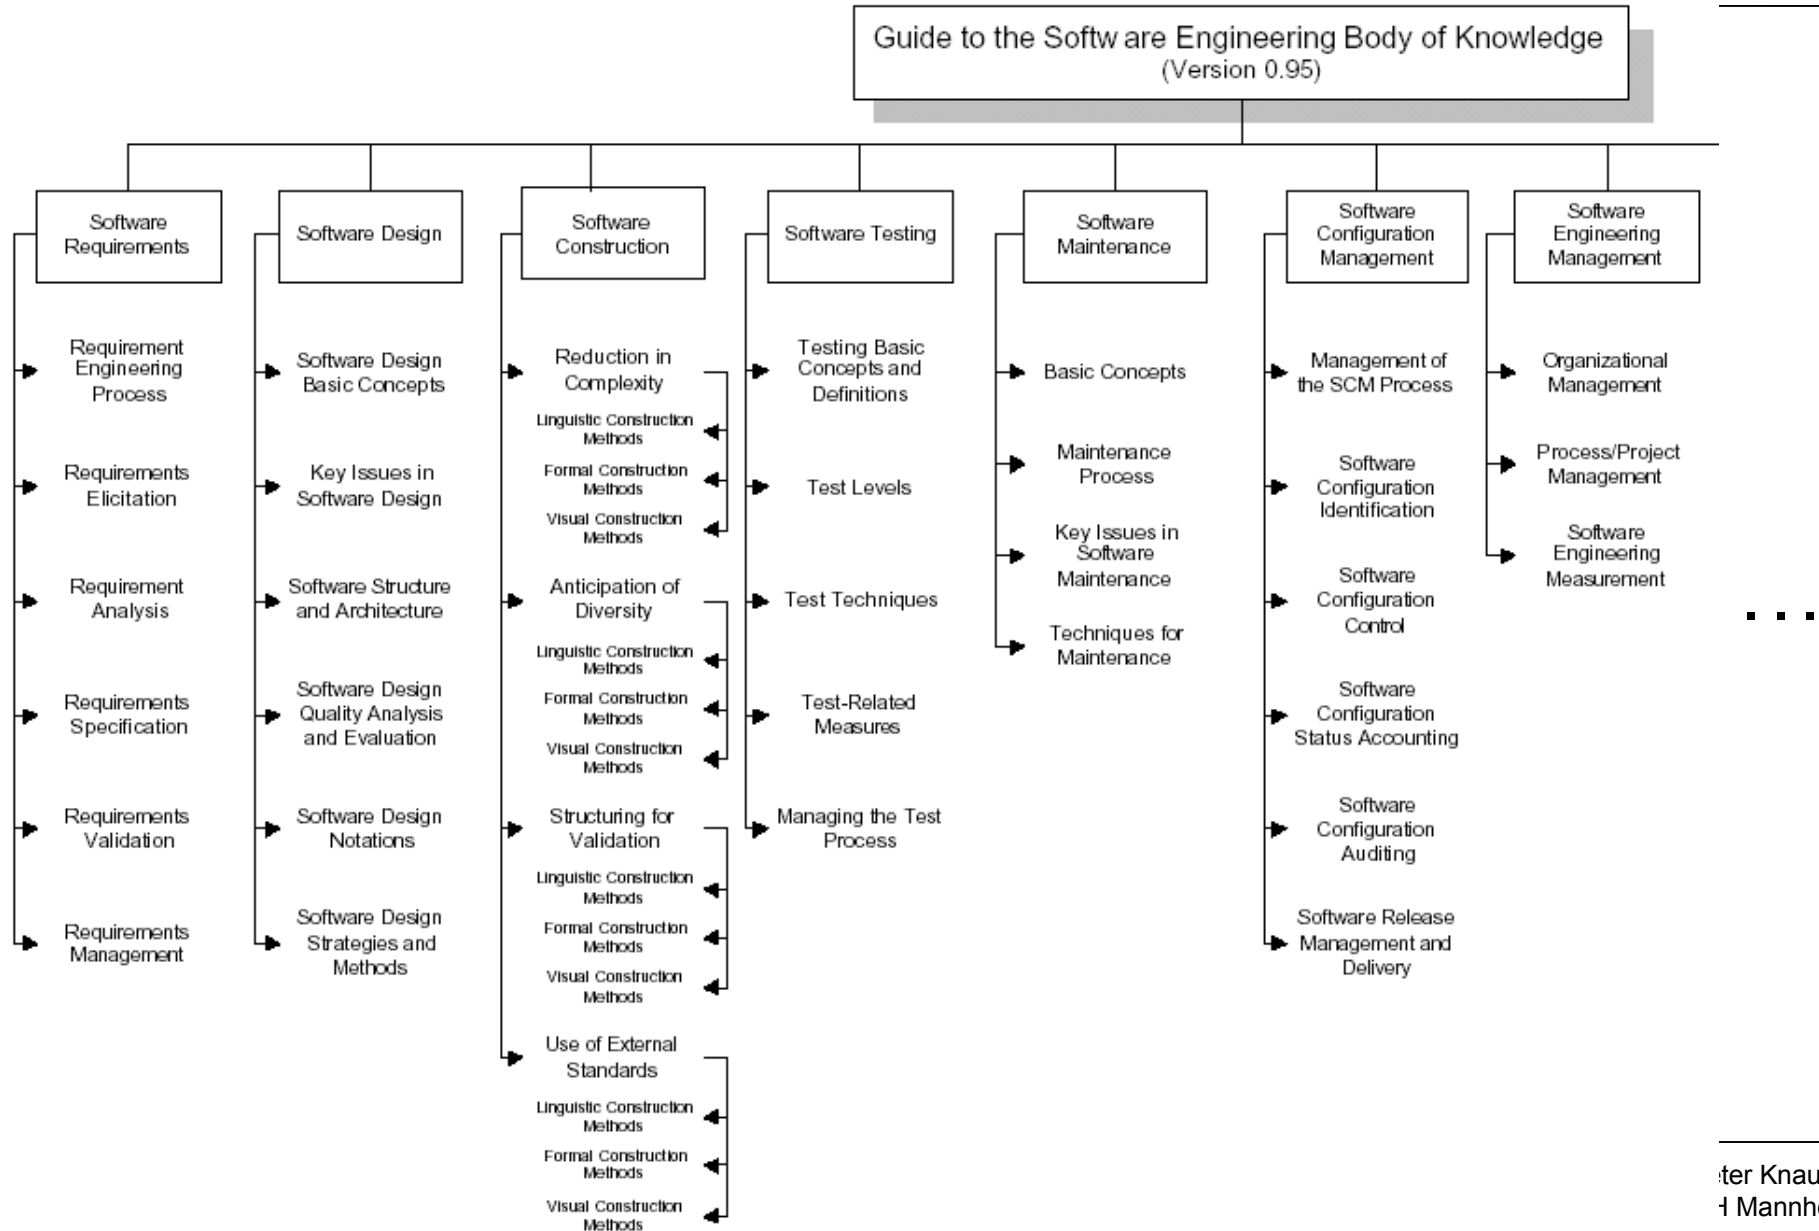 Guide to the Software Engineering Body of Knowledge
(Version 0.95)
Software
Requirements
Requirement
Engineering
Process
Requirements
Elicitation
Requirement
Analysis
Requirements
Specification
Requirements
Validation
Requirements
Management
Software Design
Software Design
Basic Concepts
Key Issues in
Software Design
Software Structure
and Architecture
Software Design
Quality Analysis
and Evaluation
Software Design
Notations
Software Design
Strategies and
Methods
Software
Construction
Reduction in
Complexity
Linguistic Construction
Methods
Formal Construction
Methods
Visual Construction
Methods
Anticipation of
Diversity
Linguistic Construction
Methods
Formal Construction
Methods
Visual Construction
Methods
Structuring for
Validation
Linguistic Construction
Methods
Formal Construction
Methods
Visual Construction
Methods
Use of External
Standards
Linguistic Construction
Methods
Formal Construction
Methods
Visual Construction
Methods
Software Testing
Testing Basic
Concepts and
Definitions
Test Levels
Test Techniques
Test-Related
Measures
Managing the Test
Process
Software
Maintenance
Basic Concepts
Maintenance
Process
Key Issues in
Software
Maintenance
Techniques for
Maintenance
Software
Configuration
Management
Management of
the SCM Process
Software
Configuration
Identification
Software
Configuration
Control
Software
Configuration
Status Accounting
Software
Configuration
Auditing
Software Release
Management and
Delivery
Software
Engineering
Management
Organizational
Management
Process/Project
Management
Software
Engineering
Measurement
. . .
eter Knau
H Mannh